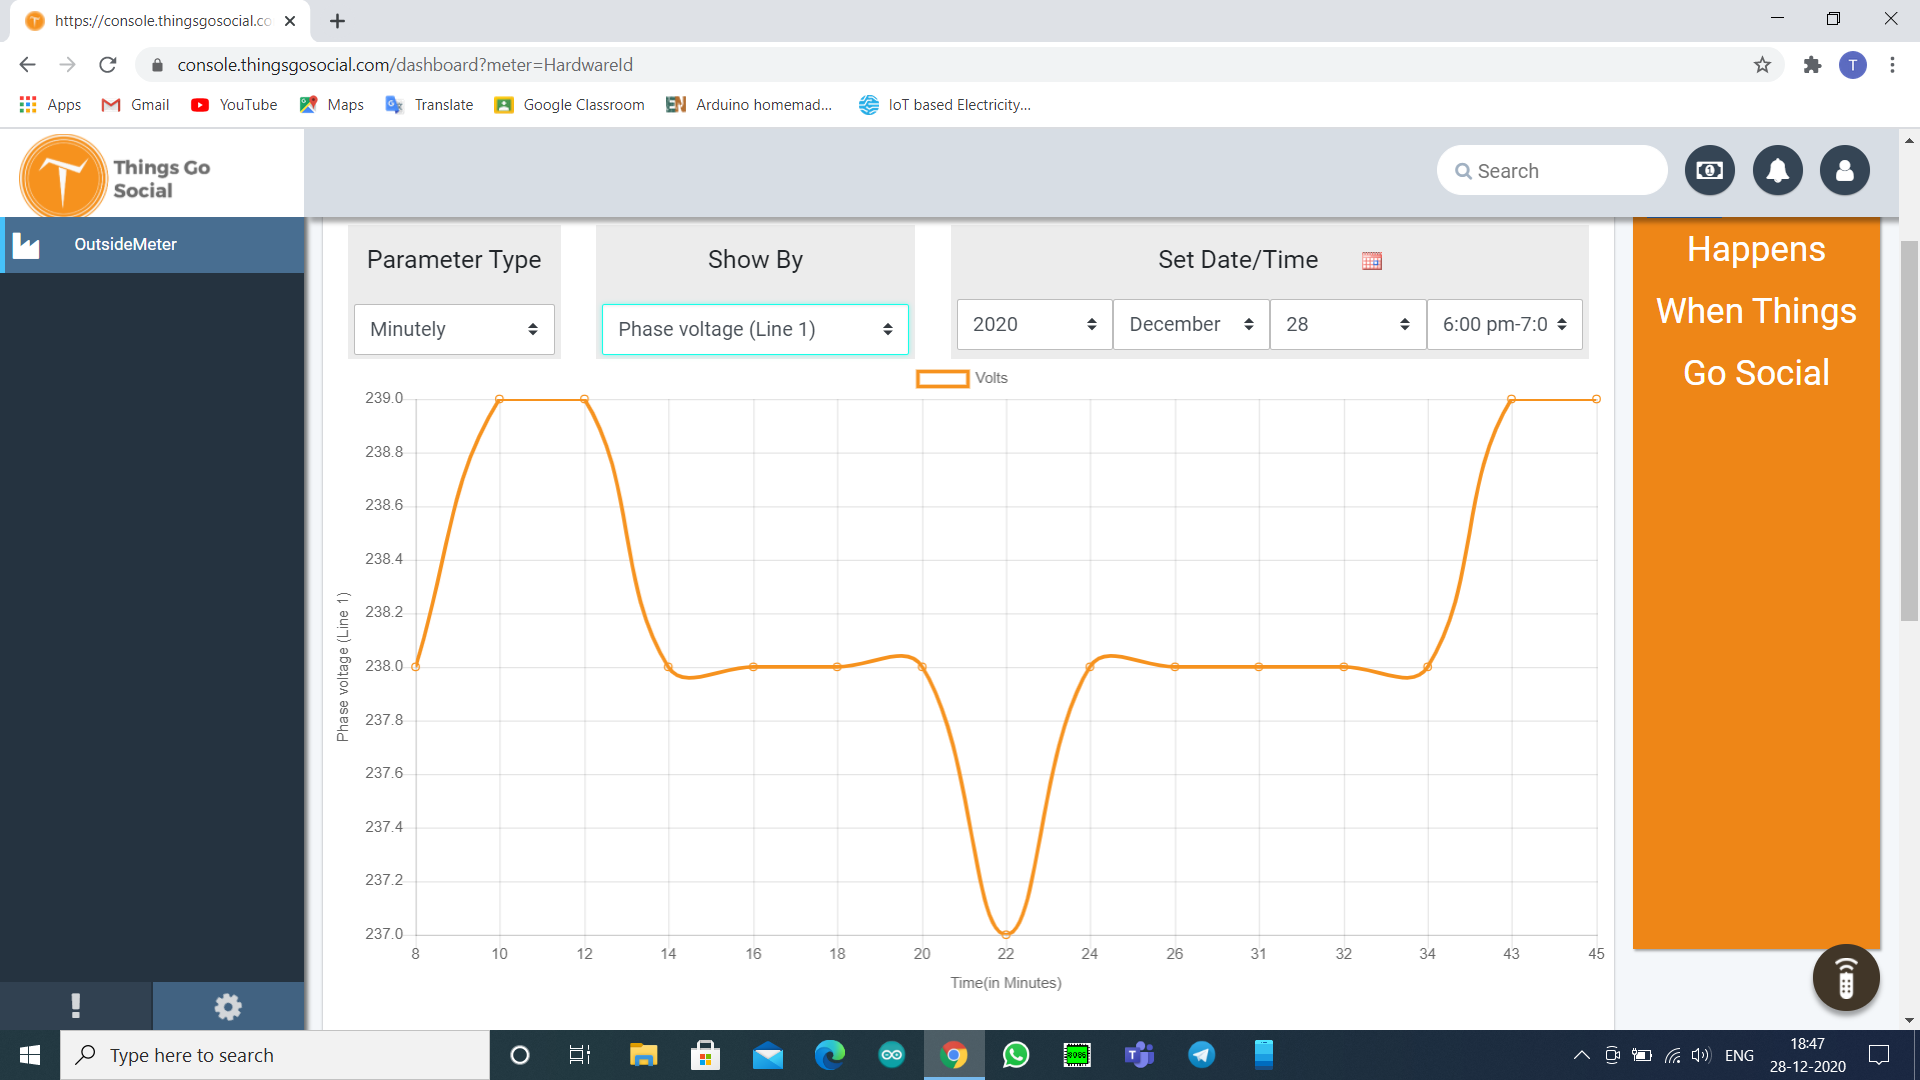 https://console.thingsgosocial.co
console.thingsgosocial.com/dashboard?meter=HardwareId
T
Apps
Gmail
YouTube
Maps
Translate
Google Classroom
Arduino homemad...
IoT based Electricity...
Things Go
Social
Search
OutsideMeter
Parameter Type
Show By
Set Date/Time
Minutely
Phase voltage (Line 1)
2020
December
28
6:00 pm-7:0
Happens
When Things
Go Social
Volts
239.0
238.8
238.6
238.4
238.2
238.0
237.8
237.6
237.4
237.2
237.0
Phase voltage (Line 1)
8 10 12 14 16 18 20 22 24 26 31 32 34 43 45
Time(in Minutes)
Type here to search
8086
ENG
18:47
28-12-2020